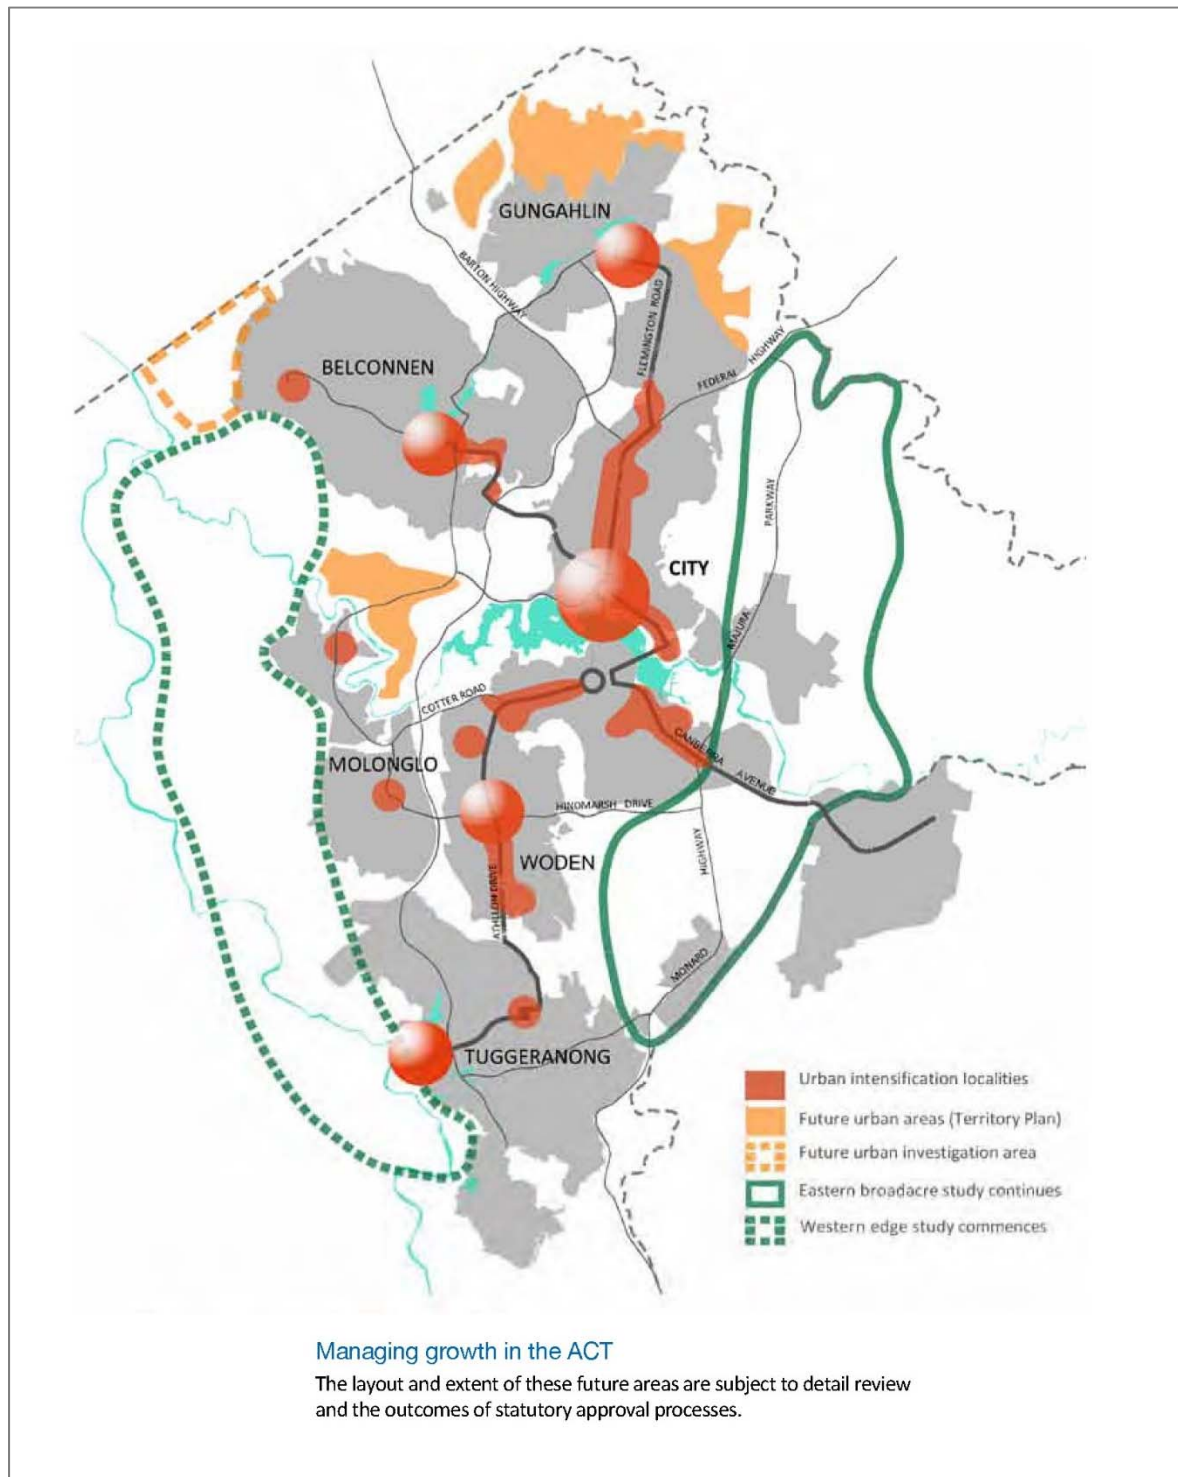 GUNGAHLIN
BARTON HIGHWAY
FLEMINGTON ROAD
BELCONNEN
FEDERAL HIGHWAY
PARKWAY
CITY
MAJURA
COTTER ROAD
CANBERRA AVENUE
MOLONGLO
HINDMARSH DRIVE
HIGHWAY
WODEN
ATHLLON DRIVE
MONARO
TUGGERANONG
Urban intensification localities
Future urban areas (Territory Plan)
Future urban investigation area
Eastern broadacre study continues
Western edge study commences
Managing growth in the ACT
The layout and extent of these future areas are subject to detail review
and the outcomes of statutory approval processes.